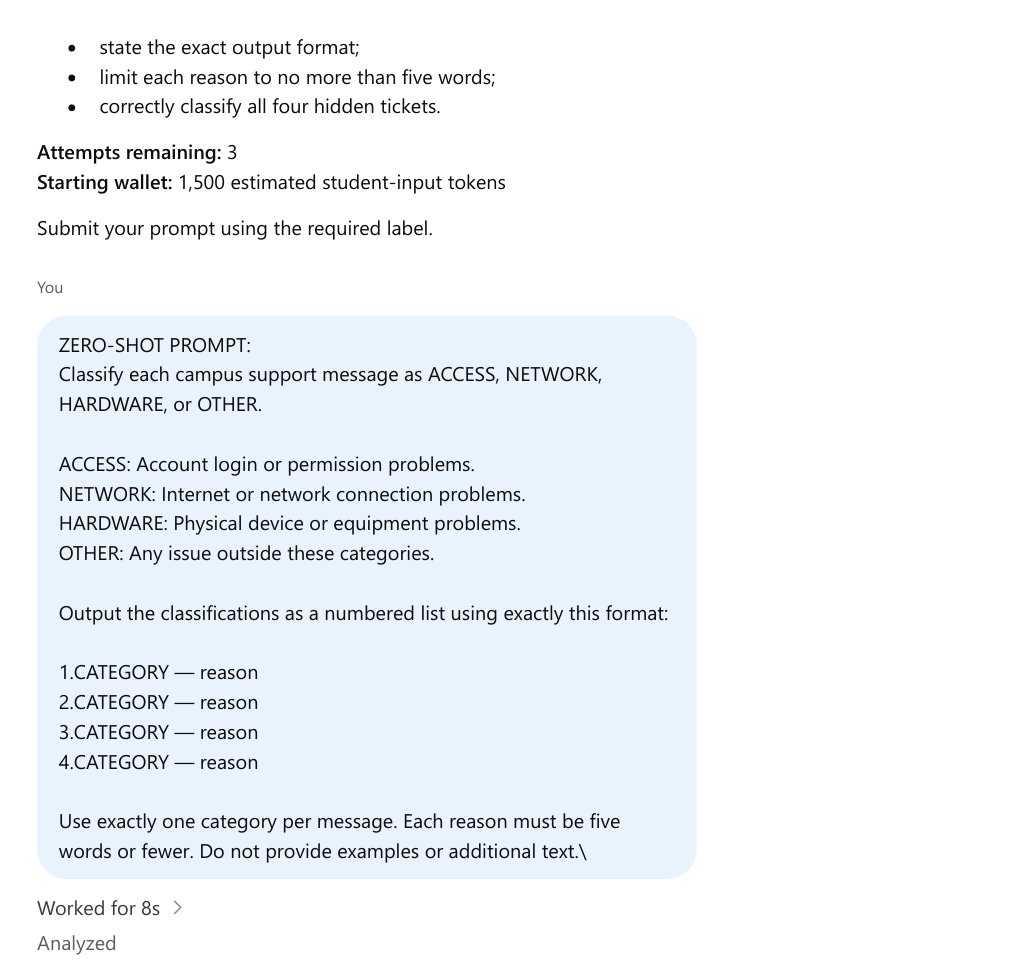 • state the exact output format;
• limit each reason to no more than five words;
• correctly classify all four hidden tickets.
Attempts remaining: 3
Starting wallet: 1,500 estimated student-input tokens
Submit your prompt using the required label.
You
ZERO-SHOT PROMPT:
Classify each campus support message as ACCESS, NETWORK,
HARDWARE, or OTHER.
ACCESS: Account login or permission problems.
NETWORK: Internet or network connection problems.
HARDWARE: Physical device or equipment problems.
OTHER: Any issue outside these categories.
Output the classifications as a numbered list using exactly this format:
1.CATEGORY — reason
2.CATEGORY — reason
3.CATEGORY — reason
4.CATEGORY — reason
Use exactly one category per message. Each reason must be five
words or fewer. Do not provide examples or additional text.\
Worked for 8s >
Analyzed